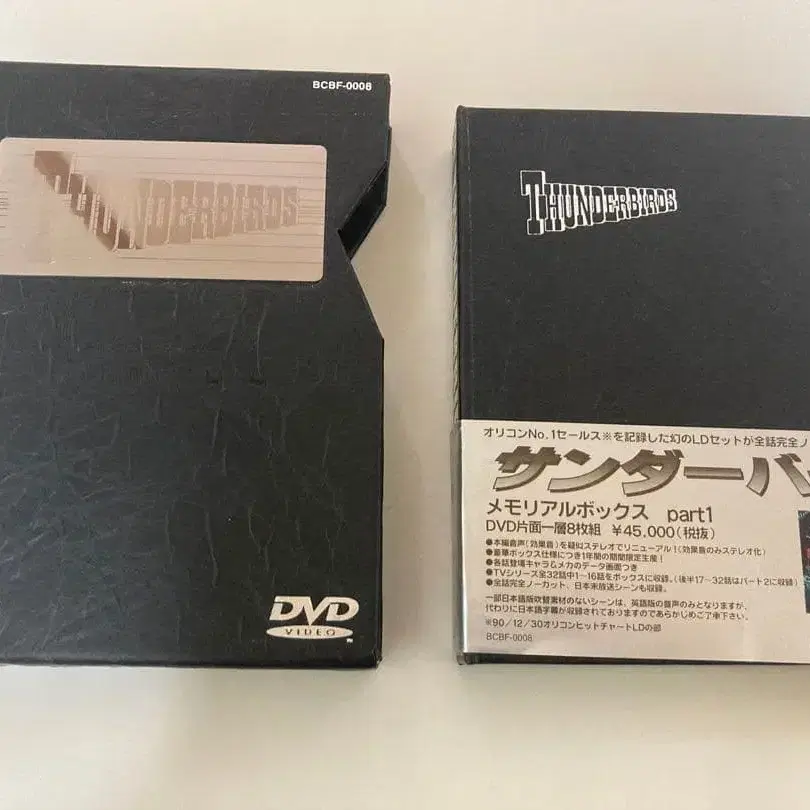 BCBF-0008
THUNDERBIRDS
DVD
VIDEO
THUNDERBIRDS
オリコンNo.1セールス※を記録した幻のLDセットが全話完全ノ
サンダーバ
メモリアルボックス part1
DVD片面一層8枚組 ¥45.000(税抜)
●本編音声(効果音)を疑似ステレオでリニューアル!(効果音のみステレオ化)
●豪華ボックス仕様につき1年間の期間限定生産!
●各話登場キャラ&メカのデータ画面つき
●TVシリーズ全32話中1〜16話をボックスに収録。(後半17〜32話はパート2に収録)
●全話完全ノーカット、日本未放送シーンも収録。
一部日本語版吹替素材のないシーンは、英語版の音声のみとなりますが、
代わりに日本語字幕が収録されておりますのであらかじめご了承下さい。
※90/12/30オリコンヒットチャートLDの部
BCBF-0008